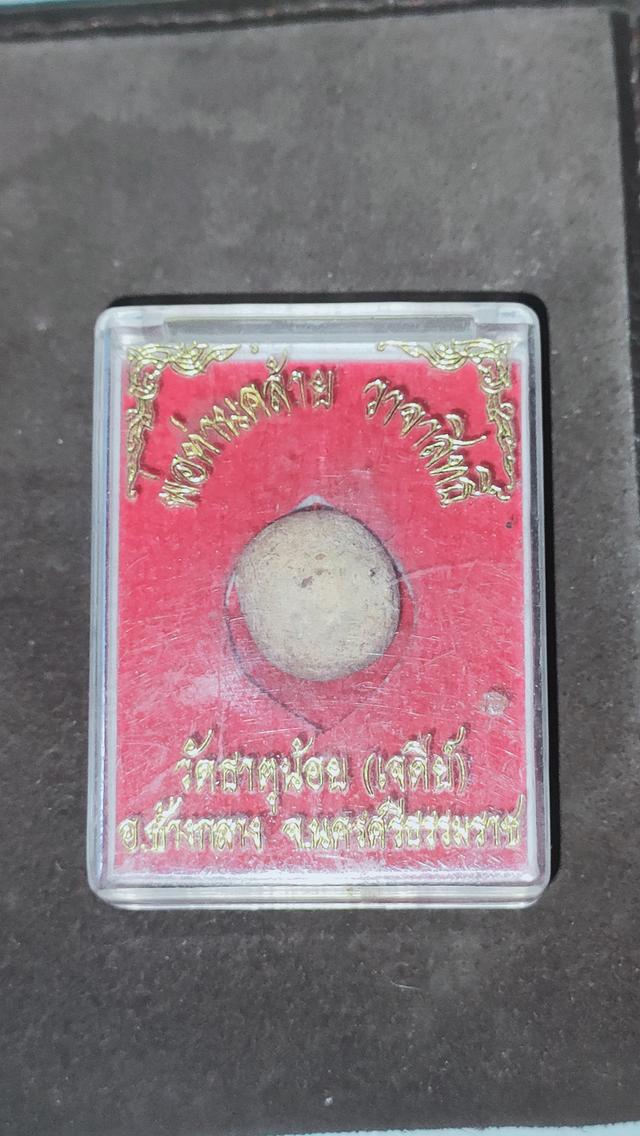 พ่อท่านคล้าย วาจาสิทธิ์
วัดธาตุน้อย (เจดีย์)
อ.ช้างกลาง จ.นครศรีธรรมราช